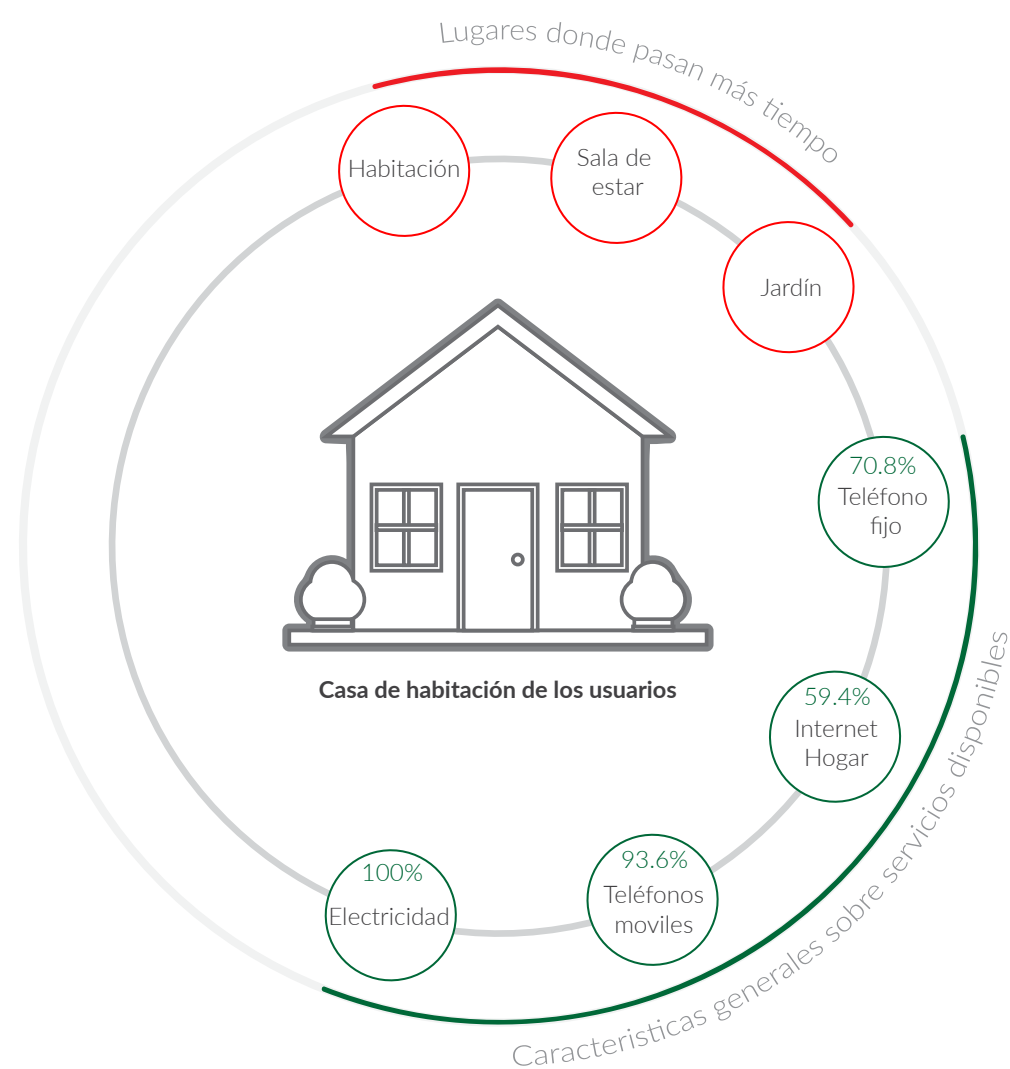 Lugares donde pasan más tiempo
Habitación
Sala de
estar
Jardín
70.8%
Teléfono
fijo
59.4%
Internet
Hogar
93.6%
Teléfonos
moviles
100%
Electricidad
Casa de habitación de los usuarios
Caracteristicas generales sobre servicios disponibles